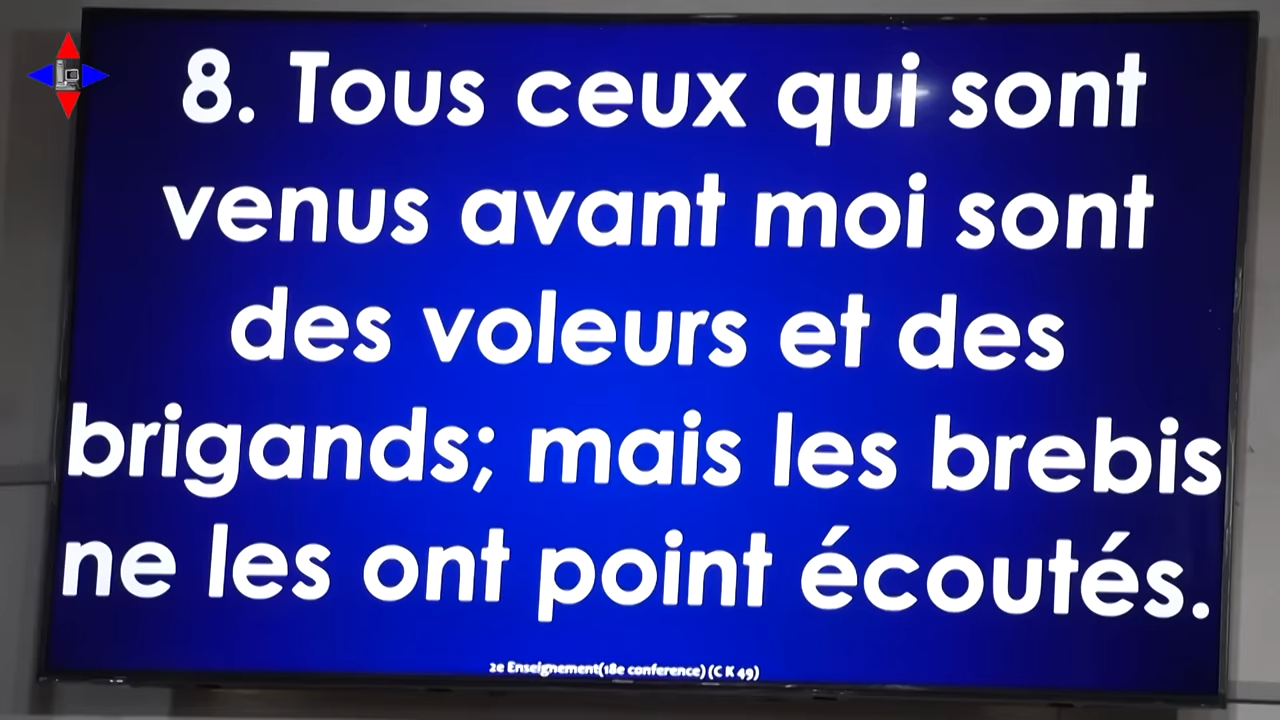 8. Tous ceux qui sont
venus avant moi sont
des voleurs et des
brigands; mais les brebis
ne les ont point écoutés.
2e Enseignement(18e conference) (C K 49)